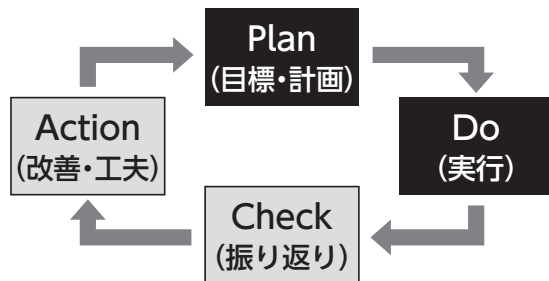 Plan
(目標・計画)
Do
(実行)
Check
(振り返り)
Action
(改善・工夫)